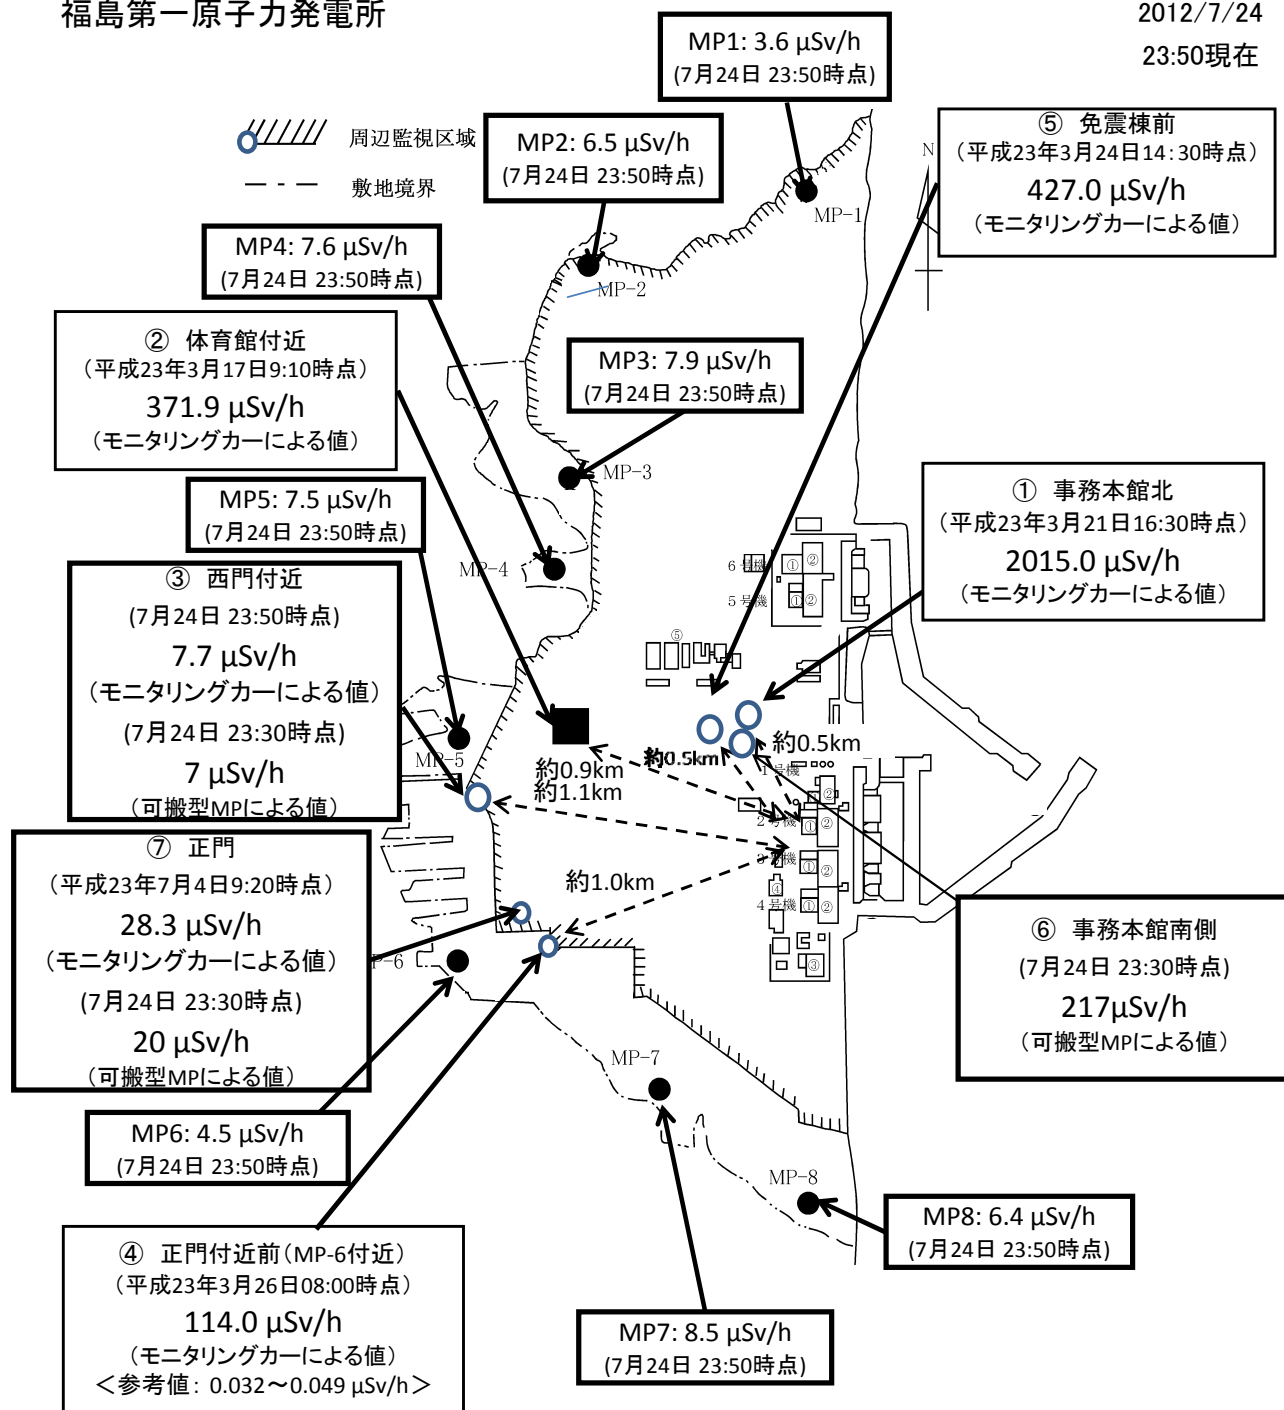 福島第一原子力発電所
2012/7/24
23:50現在
MP1: 3.6 µSv/h
(7月24日 23:50時点)
周辺監視区域
敷地境界
MP2: 6.5 µSv/h
(7月24日 23:50時点)
⑤ 免震棟前
(平成23年3月24日14:30時点)
427.0 µSv/h
(モニタリングカーによる値)
N
MP-1
MP4: 7.6 µSv/h
(7月24日 23:50時点)
MP-2
② 体育館付近
(平成23年3月17日9:10時点)
371.9 µSv/h
(モニタリングカーによる値)
MP3: 7.9 µSv/h
(7月24日 23:50時点)
MP-3
MP5: 7.5 µSv/h
(7月24日 23:50時点)
① 事務本館北
(平成23年3月21日16:30時点)
2015.0 µSv/h
(モニタリングカーによる値)
MP-4
6号機
① ②
5号機
① ②
③ 西門付近
(7月24日 23:50時点)
7.7 µSv/h
(モニタリングカーによる値)
(7月24日 23:30時点)
7 µSv/h
(可搬型MPによる値)
⑤
MP-5
約0.9km
約1.1km
約0.5km
約0.5km
1号機
①
②
2号機
① ②
3号機
① ②
④
4号機
① ②
③
⑦ 正門
(平成23年7月4日9:20時点)
28.3 µSv/h
(モニタリングカーによる値)
(7月24日 23:30時点)
20 µSv/h
(可搬型MPによる値)
約1.0km
P-6
⑥ 事務本館南側
(7月24日 23:30時点)
217µSv/h
(可搬型MPによる値)
MP-7
MP6: 4.5 µSv/h
(7月24日 23:50時点)
MP-8
MP8: 6.4 µSv/h
(7月24日 23:50時点)
④ 正門付近前(MP-6付近)
(平成23年3月26日08:00時点)
114.0 µSv/h
(モニタリングカーによる値)
<参考値: 0.032~0.049 µSv/h>
MP7: 8.5 µSv/h
(7月24日 23:50時点)